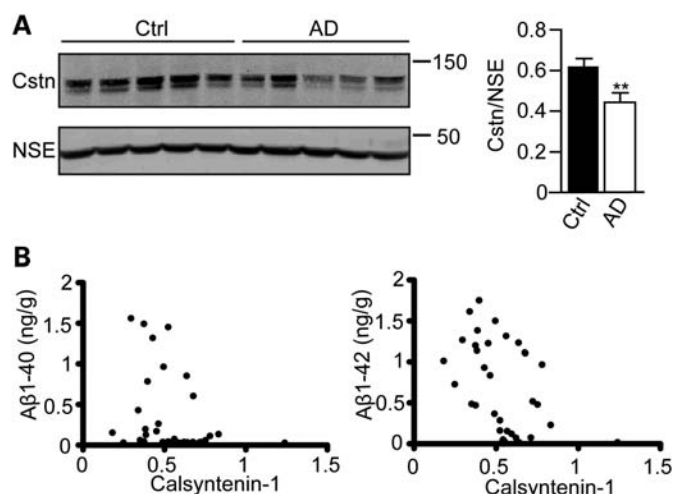 A
Ctrl
AD
Cstn
150
NSE
50
Cstn/NSE
0.8
0.6
0.4
0.2
0
**
Ctrl
AD
B
Aβ1-40 (ng/g)
2
1.5
1
0.5
0
0
0.5
1
1.5
Calsyntenin-1
Aβ1-42 (ng/g)
2
1.5
1
0.5
0
0
0.5
1
1.5
Calsyntenin-1